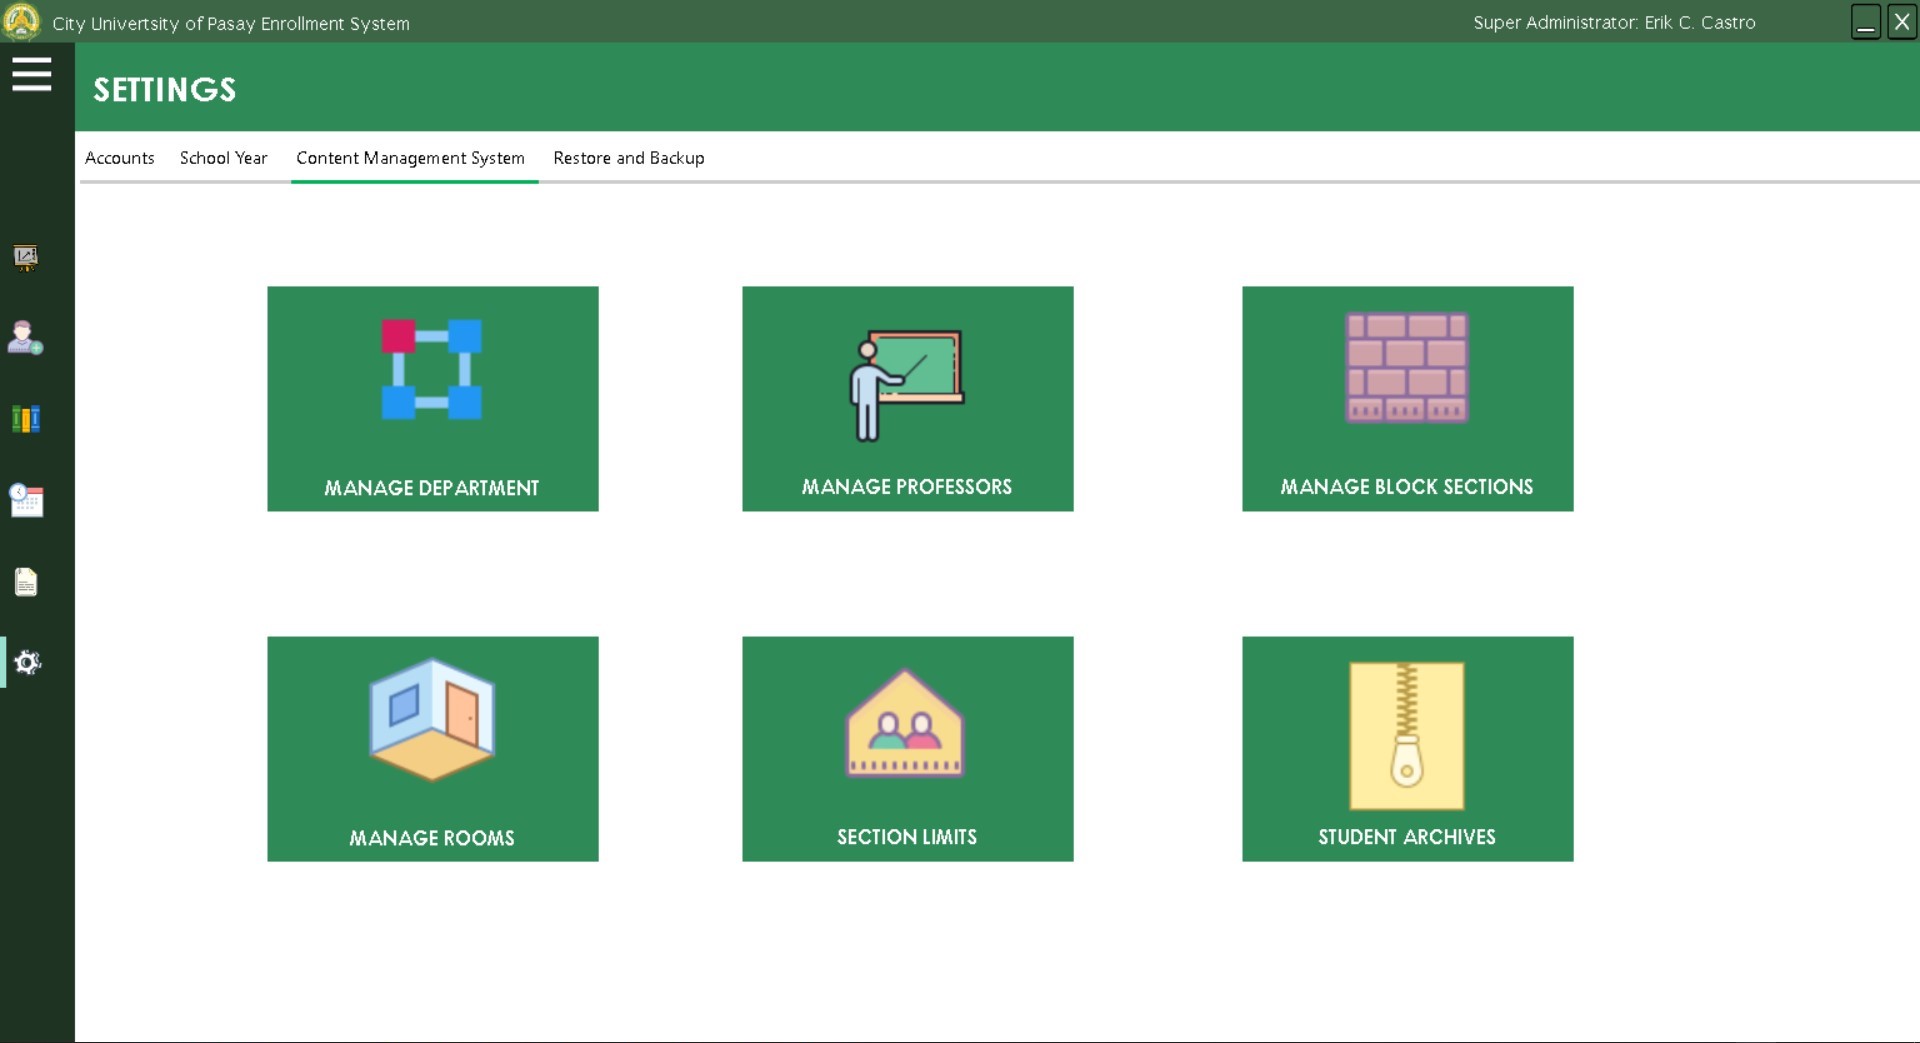 City Univertsity of Pasay Enrollment System
Super Administrator: Erik C. Castro
X
SETTINGS
Accounts
School Year
Content Management System
Restore and Backup
MANAGE DEPARTMENT
MANAGE PROFESSORS
MANAGE BLOCK SECTIONS
MANAGE ROOMS
SECTION LIMITS
STUDENT ARCHIVES